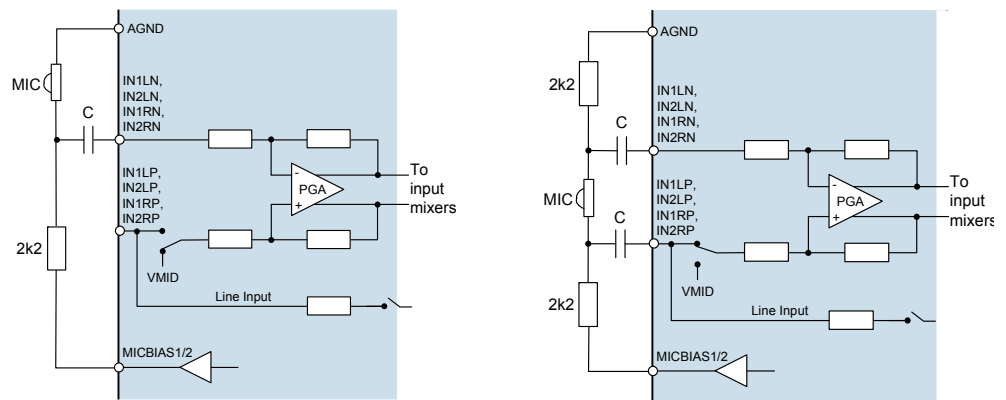 AGND
MIC
IN1LN,
IN2LN,
IN1RN,
IN2RN
C
IN1LP,
IN2LP,
IN1RP,
IN2RP
-
PGA
+
To
input
mixers
2k2
VMID
Line Input
MICBIAS1/2
AGND
2k2
IN1LN,
IN2LN,
IN1RN,
IN2RN
C
MIC
IN1LP,
IN2LP,
IN1RP,
IN2RP
C
-
PGA
+
To
input
mixers
2k2
VMID
Line Input
MICBIAS1/2